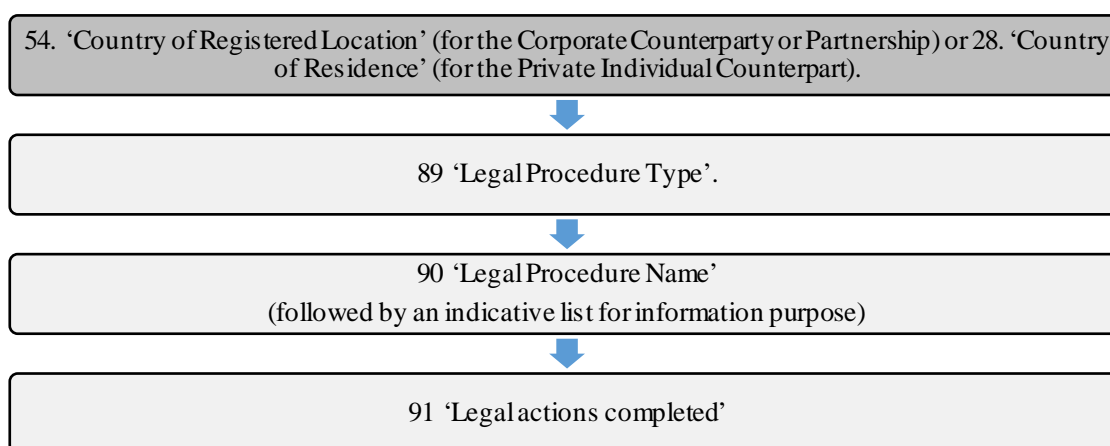 54. ‘Country of Registered Location’ (for the Corporate Counterparty or Partnership) or 28. ‘Country
of Residence’ (for the Private Individual Counterpart).
89 ‘Legal Procedure Type’.
90 ‘Legal Procedure Name’
(followed by an indicative list for information purpose)
91 ‘Legal actions completed’